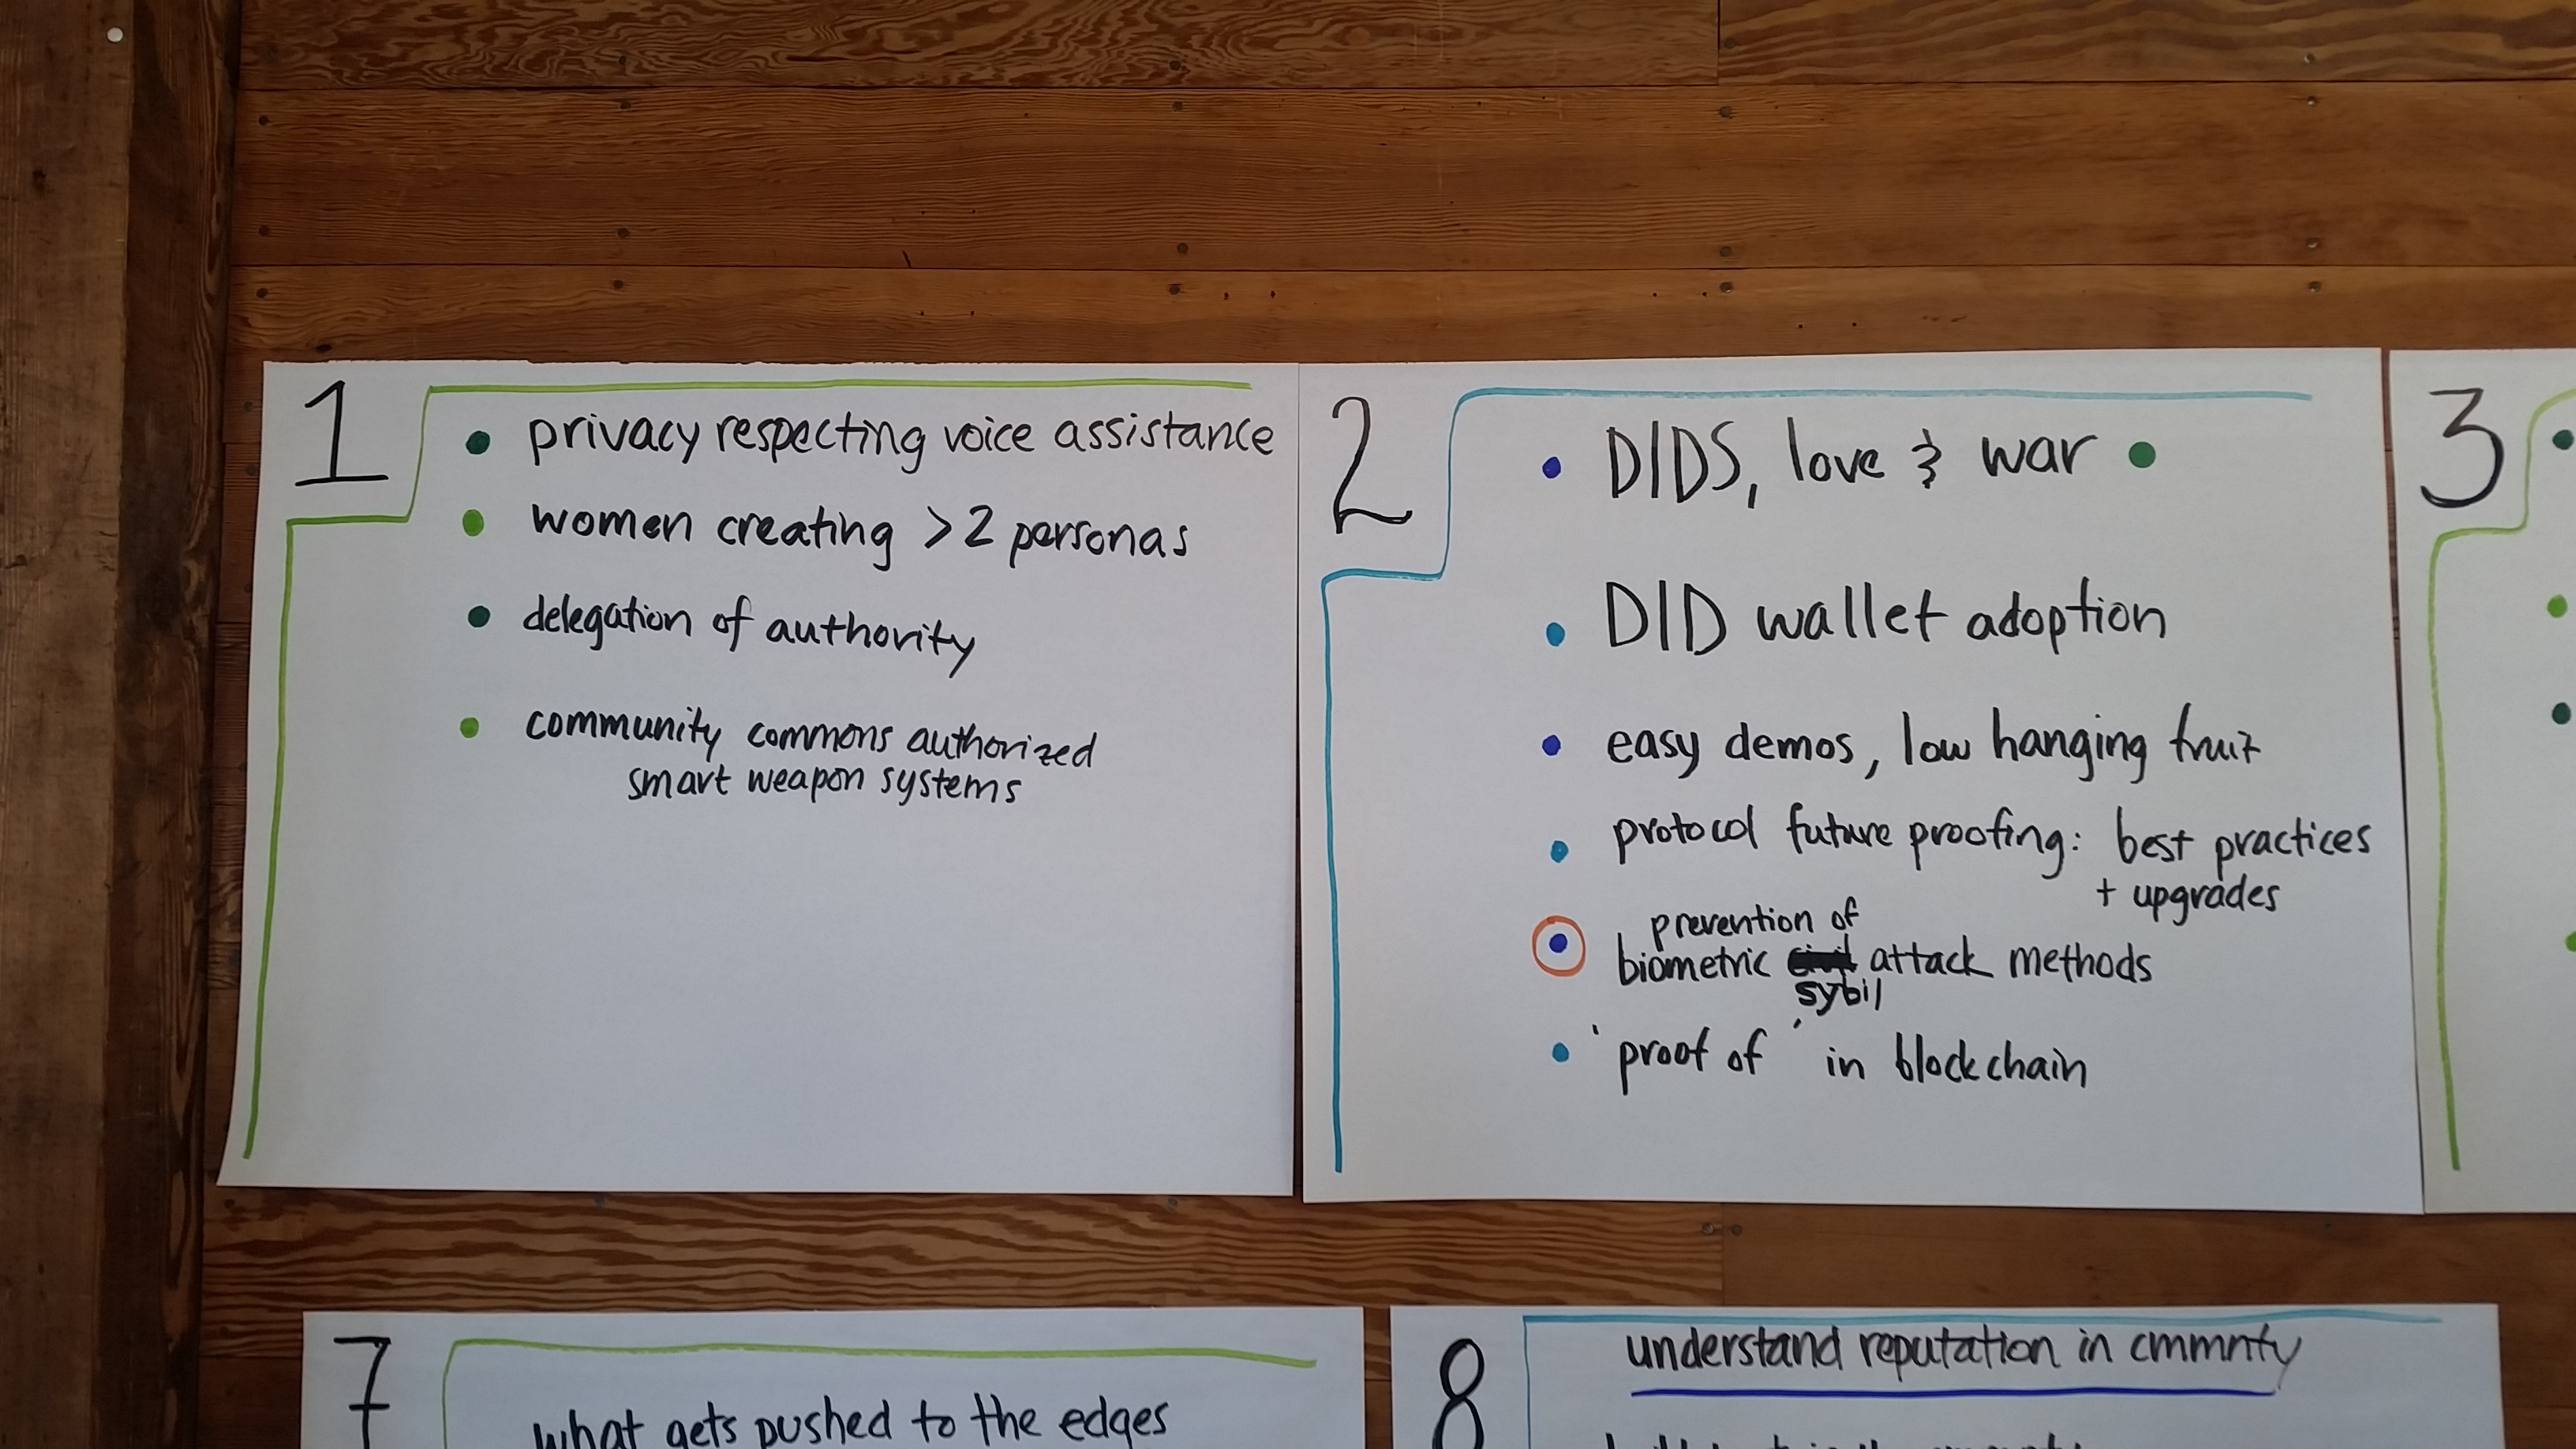 1
privacy respecting voice assistance
women creating >2 personas
delegation of authority
community commons authorized
smart weapon systems
2
DIDS, love & war
DID wallet adoption
easy demos, low hanging fruit
protocol future proofing: best practices
+ upgrades
prevention of
biometric attack methods
sybil
'proof of ' in blockchain
3
7
what gets pushed to the edges
8
understand reputation in cmmnty